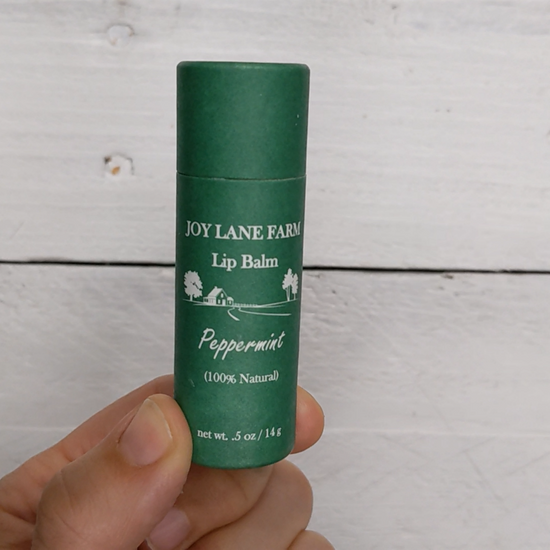 JOY LANE FARM
Lip Balm
Peppermint
(100% Natural)
net wt. .5 oz / 14 g